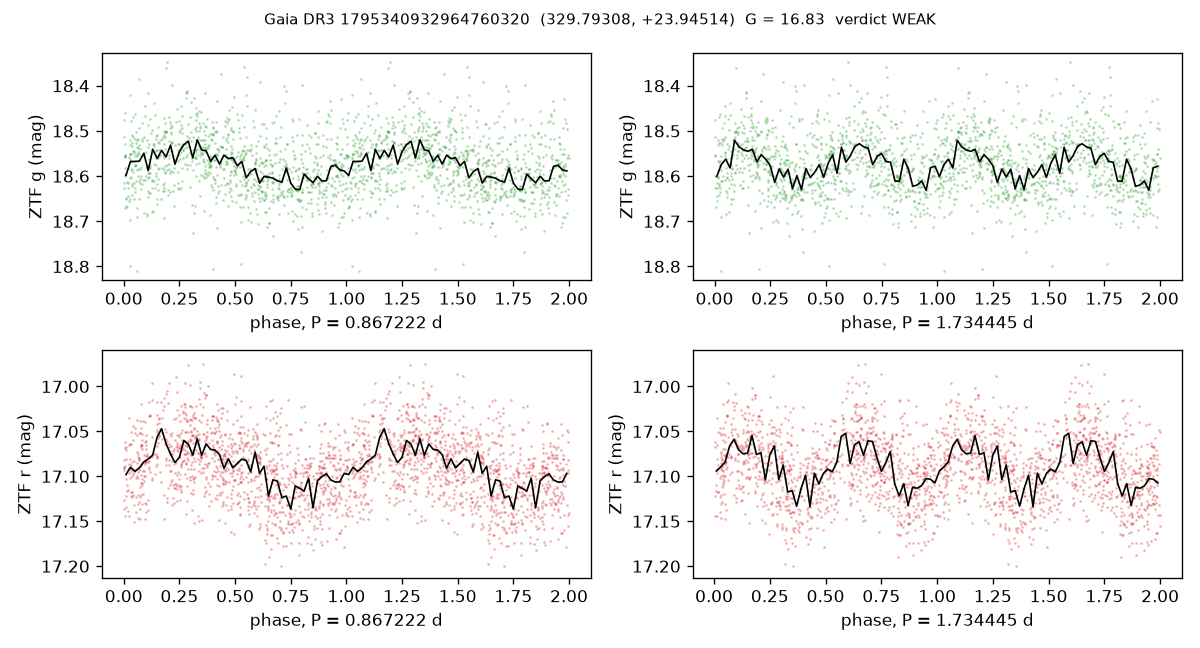 Gaia DR3 1795340932964760320 (329.79308, +23.94514) G = 16.83 verdict WEAK
ZTF g (mag)
18.4
18.5
18.6
18.7
18.8
0.00 0.25 0.50 0.75 1.00 1.25 1.50 1.75 2.00
phase, P = 0.867222 d
ZTF g (mag)
18.4
18.5
18.6
18.7
18.8
0.00 0.25 0.50 0.75 1.00 1.25 1.50 1.75 2.00
phase, P = 1.734445 d
ZTF r (mag)
17.00
17.05
17.10
17.15
17.20
0.00 0.25 0.50 0.75 1.00 1.25 1.50 1.75 2.00
phase, P = 0.867222 d
ZTF r (mag)
17.00
17.05
17.10
17.15
17.20
0.00 0.25 0.50 0.75 1.00 1.25 1.50 1.75 2.00
phase, P = 1.734445 d